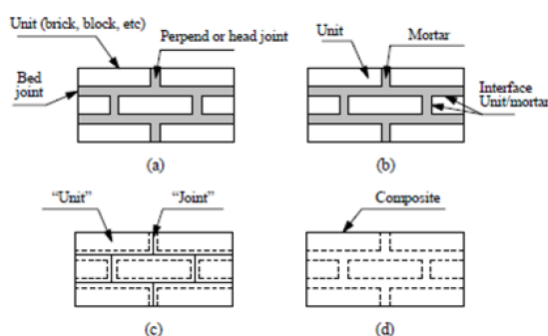 Unit (brick, block, etc)
Perpend or head joint
Bed
joint
(a)
Unit
Mortar
Interface
Unit/mortar
(b)
“Unit”
“Joint”
(c)
Composite
(d)